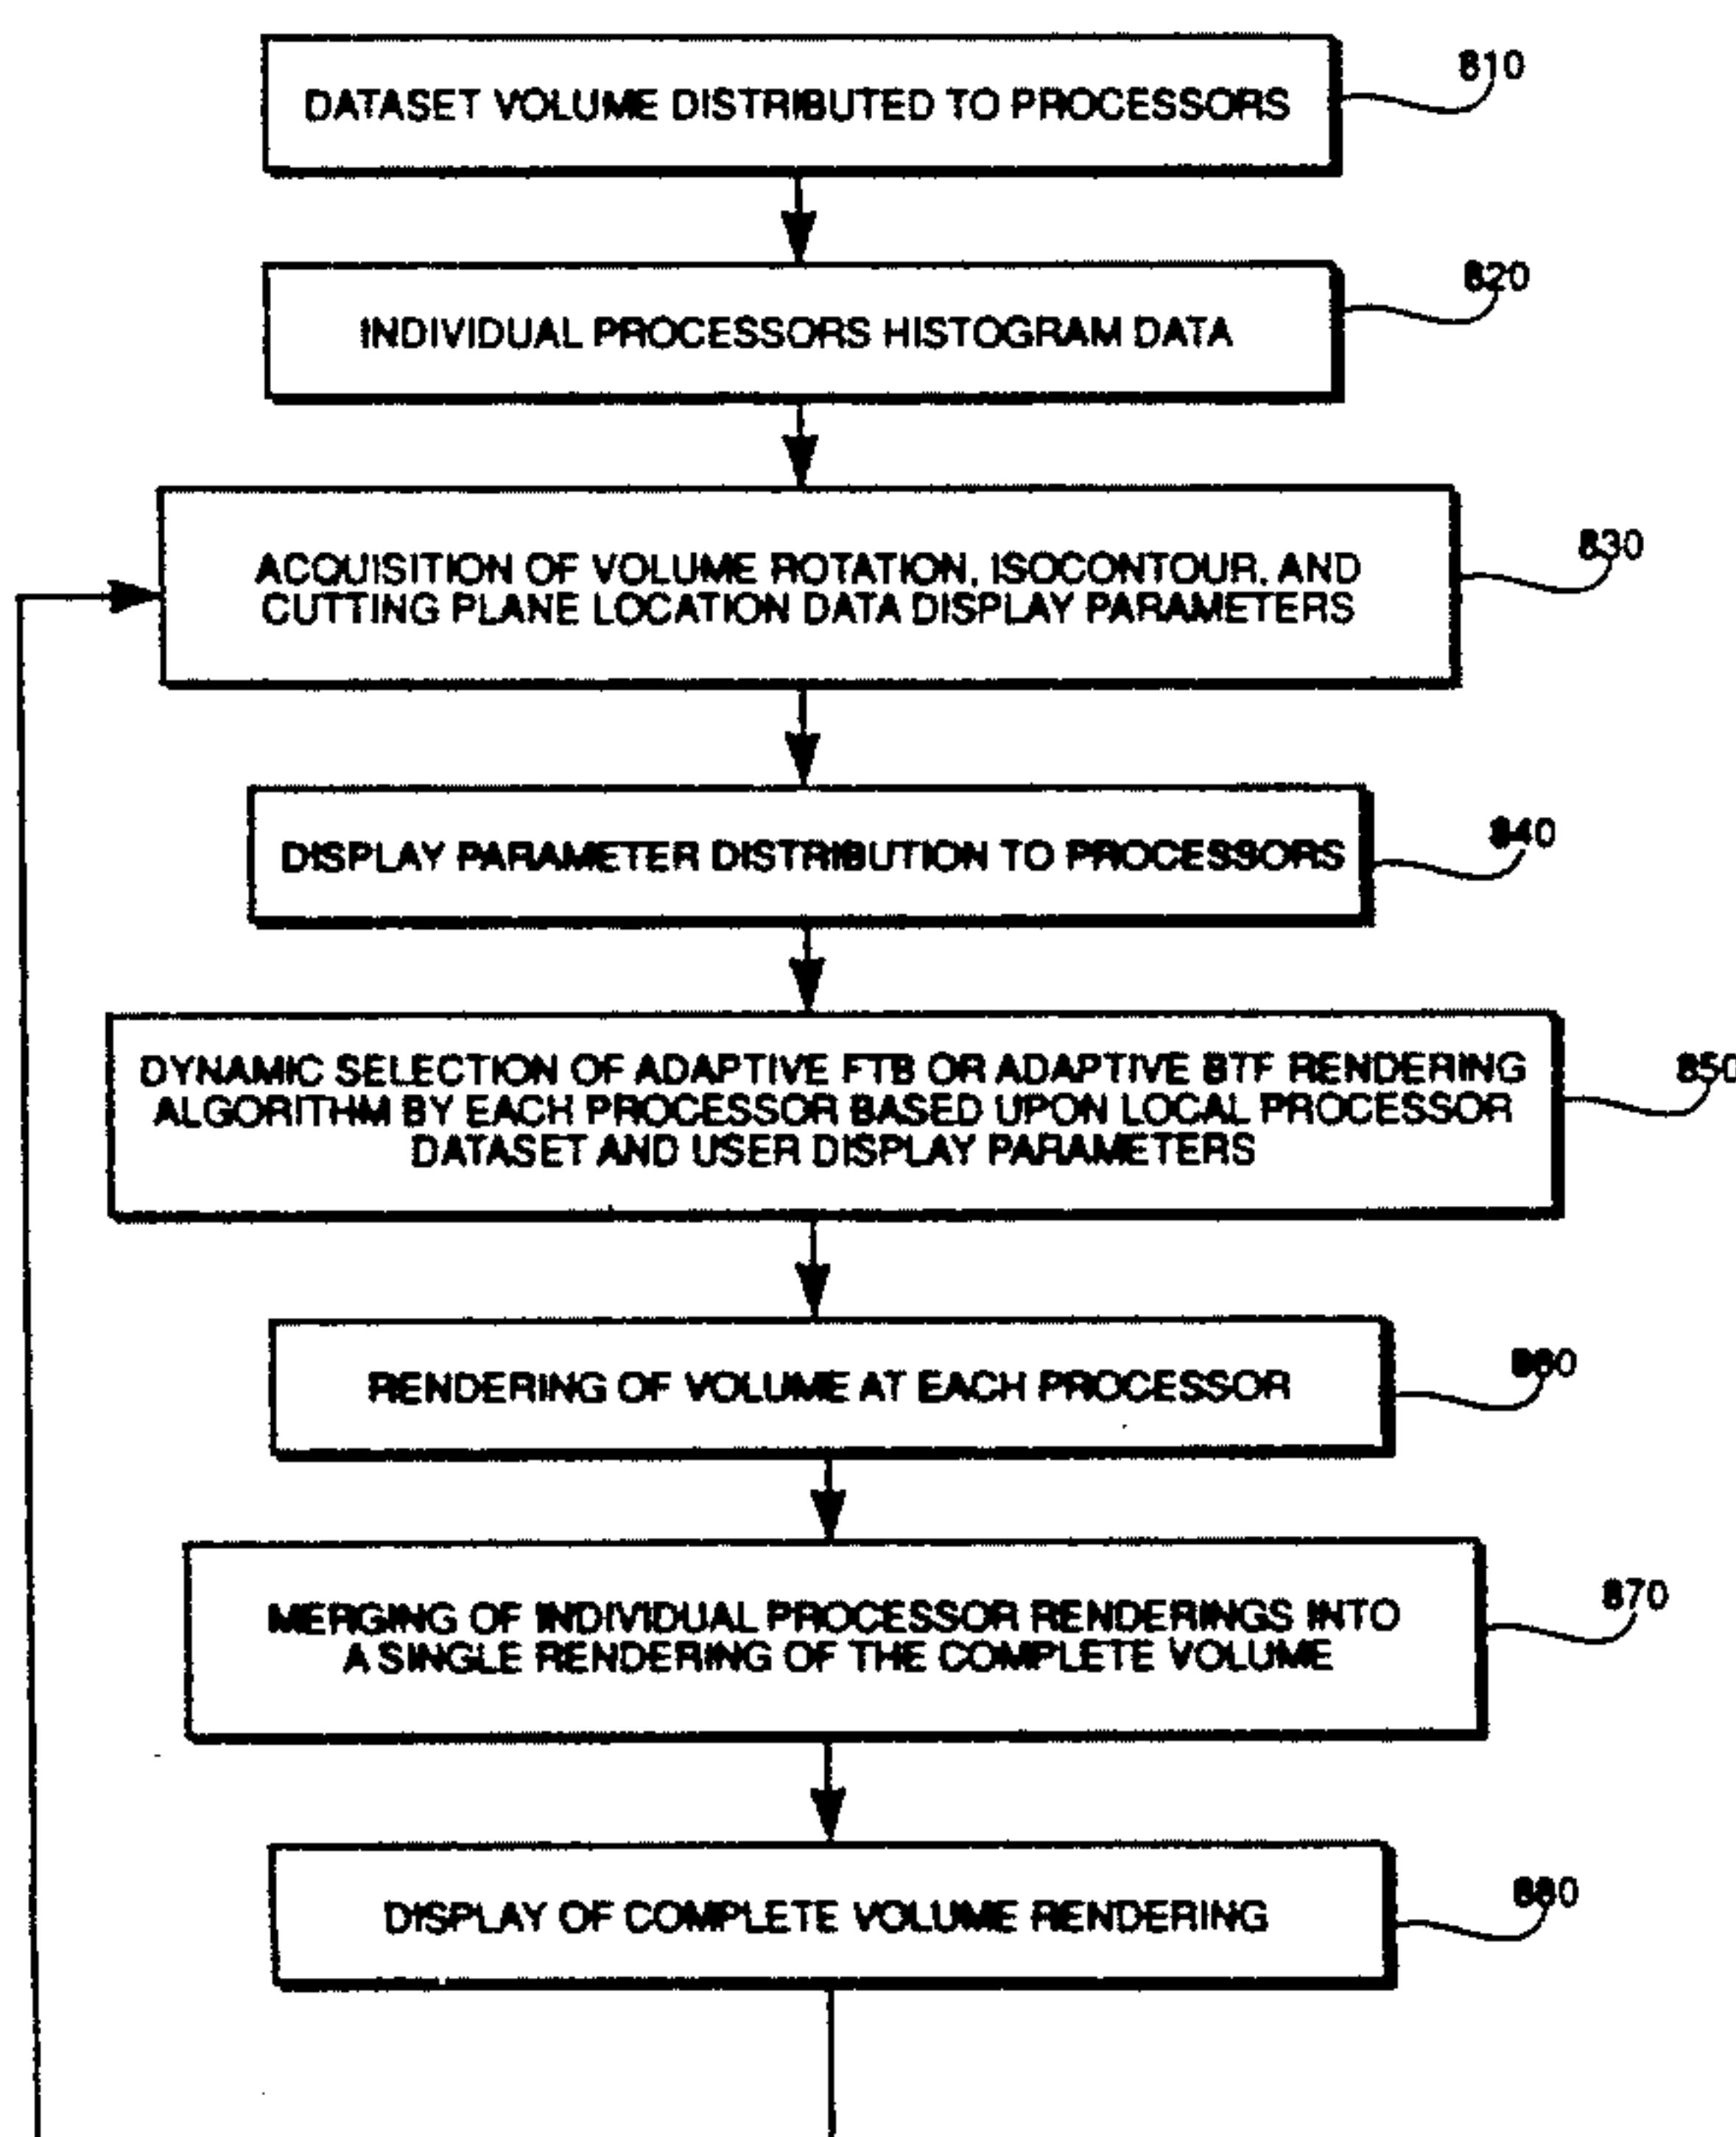 DATASET VOLUME DISTRIBUTED TO PROCESSORS
810
INDIVIDUAL PROCESSORS HISTOGRAM DATA
820
ACQUISITION OF VOLUME ROTATION, ISOCONTOUR, AND
CUTTING PLANE LOCATION DATA DISPLAY PARAMETERS
830
DISPLAY PARAMETER DISTRIBUTION TO PROCESSORS
840
DYNAMIC SELECTION OF ADAPTIVE FTB OR ADAPTIVE BTF RENDERING
ALGORITHM BY EACH PROCESSOR BASED UPON LOCAL PROCESSOR
DATASET AND USER DISPLAY PARAMETERS
850
RENDERING OF VOLUME AT EACH PROCESSOR
860
MERGING OF INDIVIDUAL PROCESSOR RENDERINGS INTO
A SINGLE RENDERING OF THE COMPLETE VOLUME
870
DISPLAY OF COMPLETE VOLUME RENDERING
880